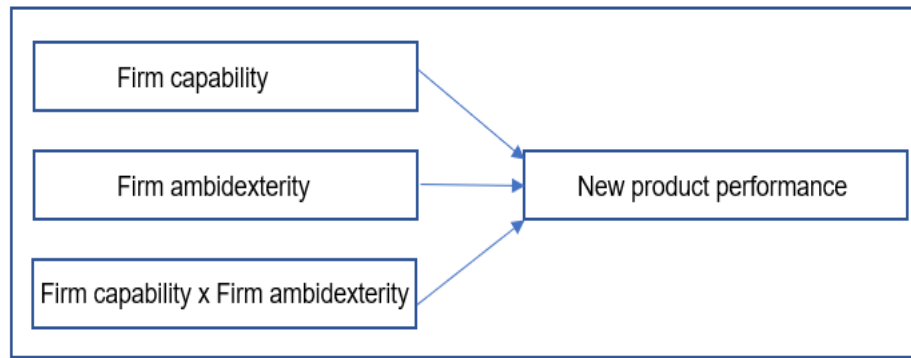 Firm capability
Firm ambidexterity
New product performance
Firm capability x Firm ambidexterity